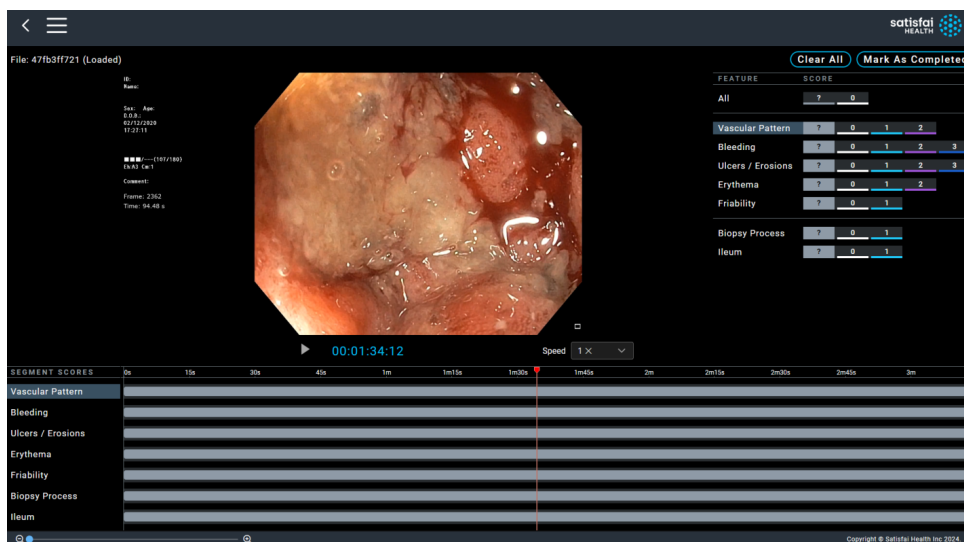 satisfai
HEALTH
File: 47fb3ff721 (Loaded)
Clear All
Mark As Completed
ID:
Name:
Sex: Age:
D.O.B.:
02/12/2020
17:27:11
■■■/---(107/180)
Eh:A3 Cm:1
Comment:
Frame: 2362
Time: 94.48 s
FEATURE SCORE
All ? 0
Vascular Pattern ? 0 1 2
Bleeding ? 0 1 2 3
Ulcers / Erosions ? 0 1 2 3
Erythema ? 0 1 2
Friability ? 0 1
Biopsy Process ? 0 1
Ileum ? 0 1
00:01:34:12
Speed 1×
SEGMENT SCORES 0s 15s 30s 45s 1m 1m15s 1m30s 1m45s 2m 2m15s 2m30s 2m45s 3m
Vascular Pattern
Bleeding
Ulcers / Erosions
Erythema
Friability
Biopsy Process
Ileum
Copyright © Satisfai Health Inc 2024.